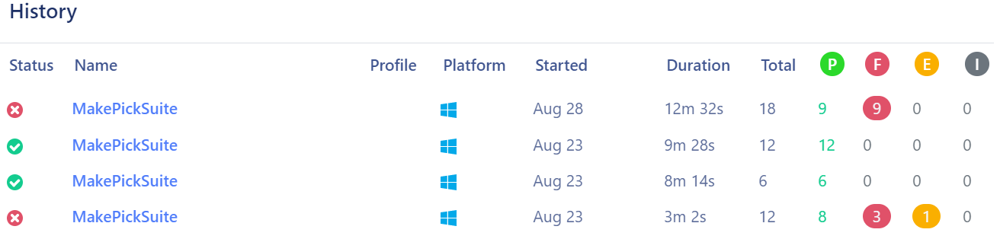 History
Status Name Profile Platform Started Duration Total P F E I
MakePickSuite Aug 28 12m 32s 18 9 9 0 0
MakePickSuite Aug 23 9m 28s 12 12 0 0 0
MakePickSuite Aug 23 8m 14s 6 6 0 0 0
MakePickSuite Aug 23 3m 2s 12 8 3 1 0